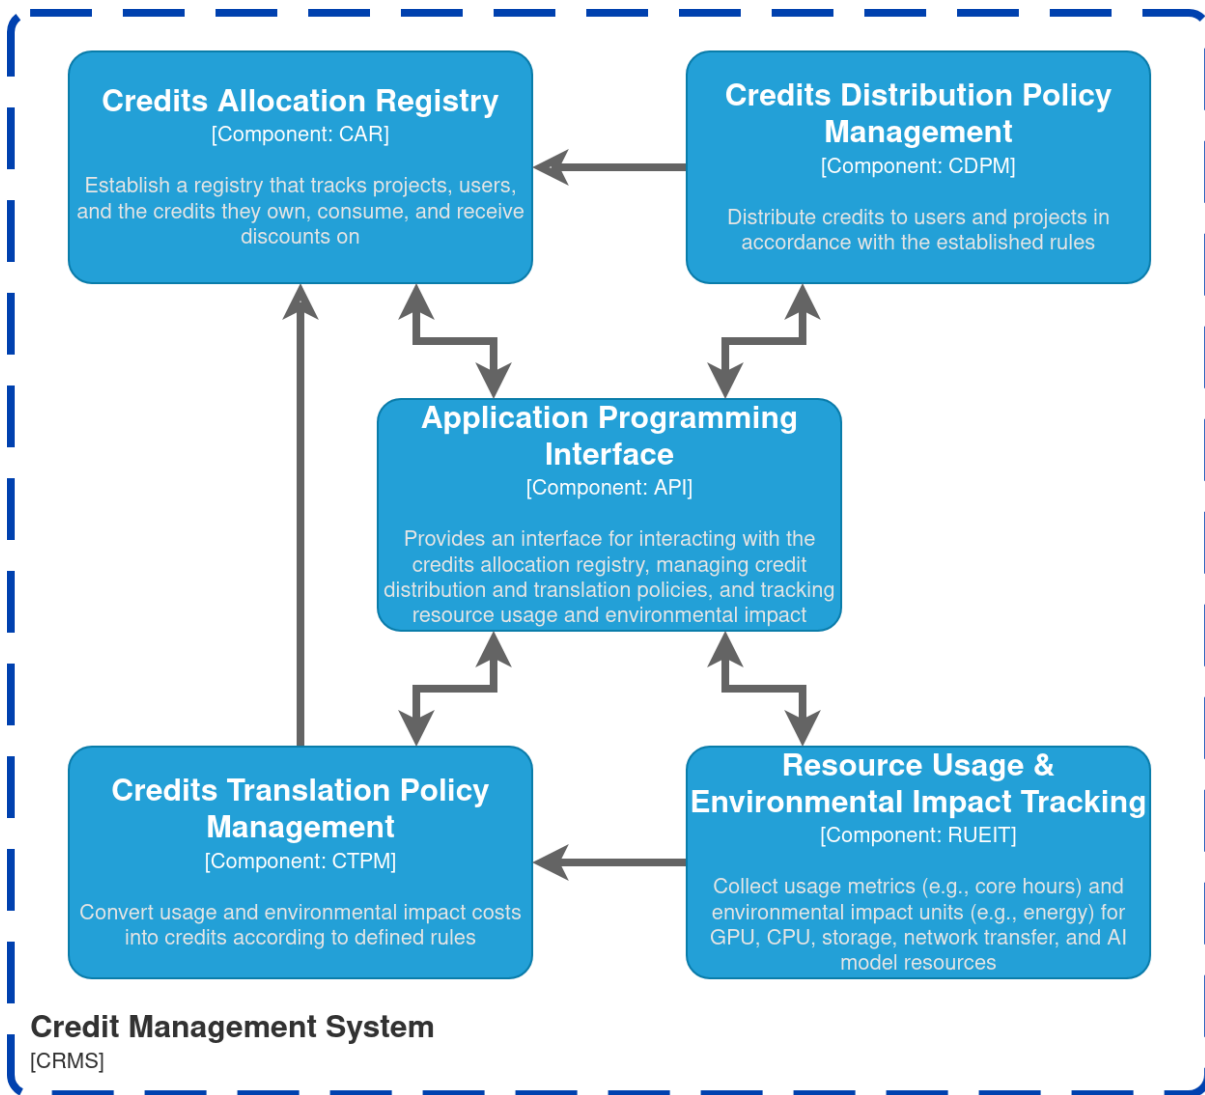 Credits Allocation Registry
[Component: CAR]
Establish a registry that tracks projects, users,
and the credits they own, consume, and receive
discounts on
Credits Distribution Policy
Management
[Component: CDPM]
Distribute credits to users and projects in
accordance with the established rules
Application Programming
Interface
[Component: API]
Provides an interface for interacting with the
credits allocation registry, managing credit
distribution and translation policies, and tracking
resource usage and environmental impact
Credits Translation Policy
Management
[Component: CTPM]
Convert usage and environmental impact costs
into credits according to defined rules
Resource Usage &
Environmental Impact Tracking
[Component: RUEIT]
Collect usage metrics (e.g., core hours) and
environmental impact units (e.g., energy) for
GPU, CPU, storage, network transfer, and AI
model resources
Credit Management System
[CRMS]